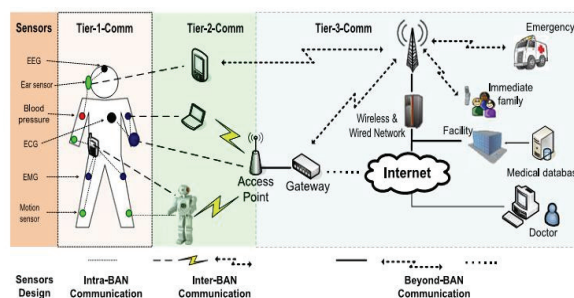 Sensors
Tier-1-Comm
Tier-2-Comm
Tier-3-Comm
EEG
Ear sensor
Blood
pressure
ECG
EMG
Motion
sensor
Access
Point
Gateway
Wireless &
Wired Network
Internet
Emergency
Immediate
family
Facility
Medical database
Doctor
Sensors
Design
Intra-BAN
Communication
Inter-BAN
Communication
Beyond-BAN
Communication